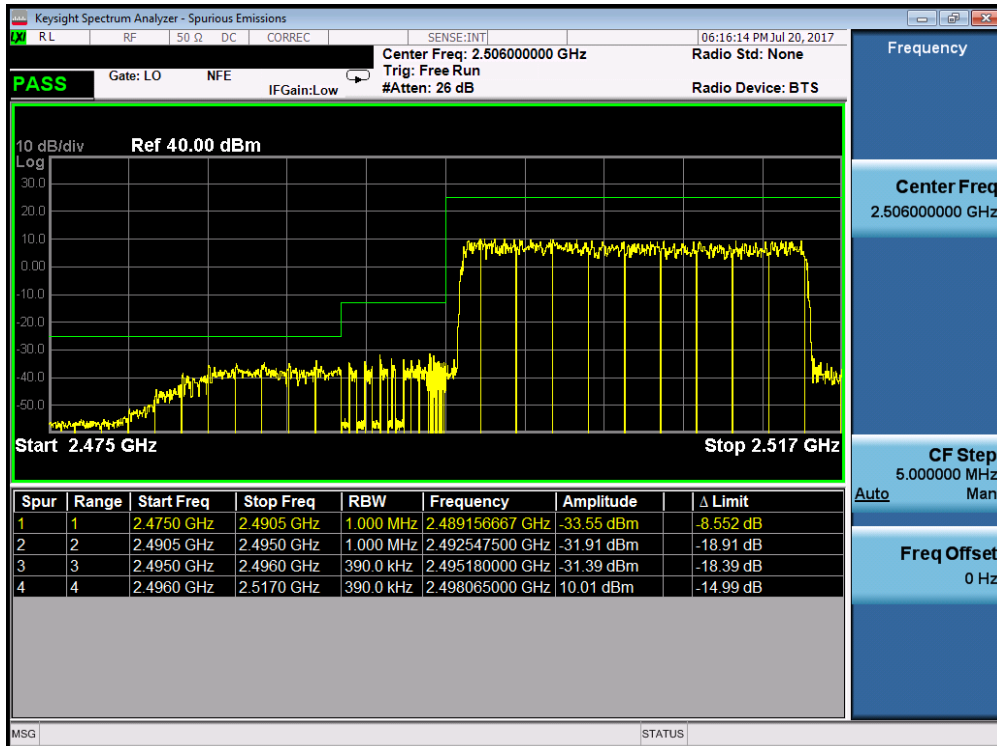 Keysight Spectrum Analyzer - Spurious Emissions
LXI RL RF 50 Ω DC CORREC SENSE:INT 06:16:14 PM Jul 20, 2017
Center Freq: 2.506000000 GHz Radio Std: None
PASS Gate: LO NFE Trig: Free Run
IFGain:Low #Atten: 26 dB Radio Device: BTS
10 dB/div Ref 40.00 dBm
Log
30.0
20.0
10.0
0.00
-10.0
-20.0
-30.0
-40.0
-50.0
Start 2.475 GHz Stop 2.517 GHz
Spur Range Start Freq Stop Freq RBW Frequency Amplitude Δ Limit
1 1 2.4750 GHz 2.4905 GHz 1.000 MHz 2.489156667 GHz -33.55 dBm -8.552 dB
2 2 2.4905 GHz 2.4950 GHz 1.000 MHz 2.492547500 GHz -31.91 dBm -18.91 dB
3 3 2.4950 GHz 2.4960 GHz 390.0 kHz 2.495180000 GHz -31.39 dBm -18.39 dB
4 4 2.4960 GHz 2.5170 GHz 390.0 kHz 2.498065000 GHz 10.01 dBm -14.99 dB
Frequency
Center Freq
2.506000000 GHz
CF Step
5.000000 MHz
Auto Man
Freq Offset
0 Hz
MSG STATUS